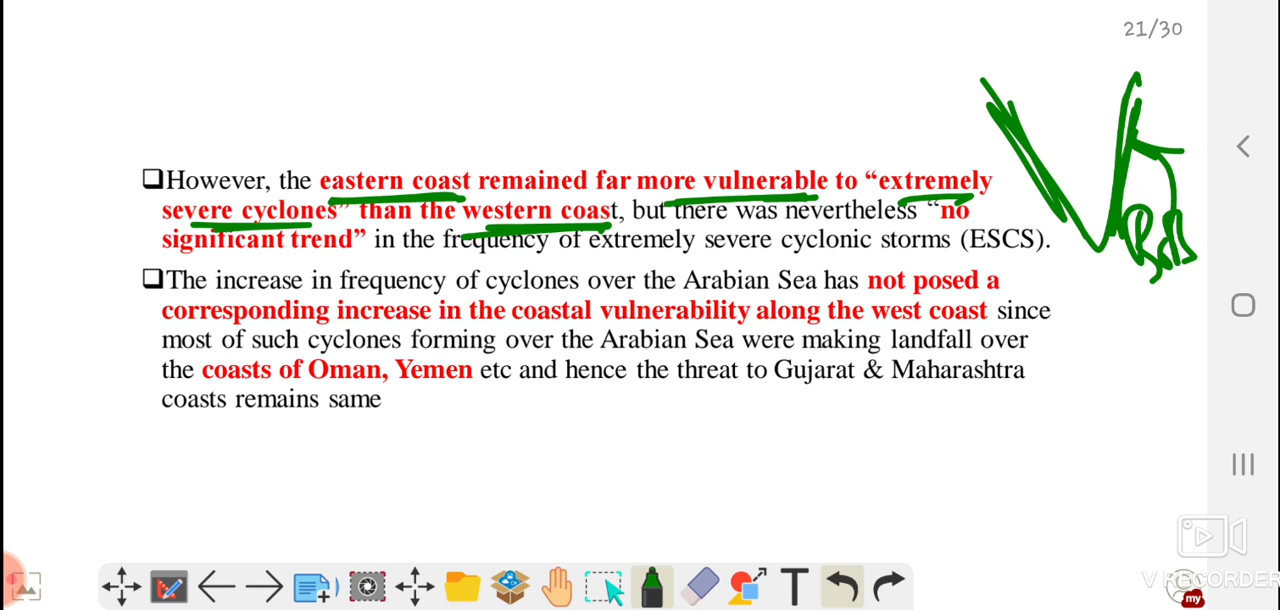 21/30
❑However, the eastern coast remained far more vulnerable to “extremely
severe cyclones” than the western coast, but there was nevertheless “no
significant trend” in the frequency of extremely severe cyclonic storms (ESCS).
❑The increase in frequency of cyclones over the Arabian Sea has not posed a
corresponding increase in the coastal vulnerability along the west coast since
most of such cyclones forming over the Arabian Sea were making landfall over
the coasts of Oman, Yemen etc and hence the threat to Gujarat & Maharashtra
coasts remains same
V RECORDER
my